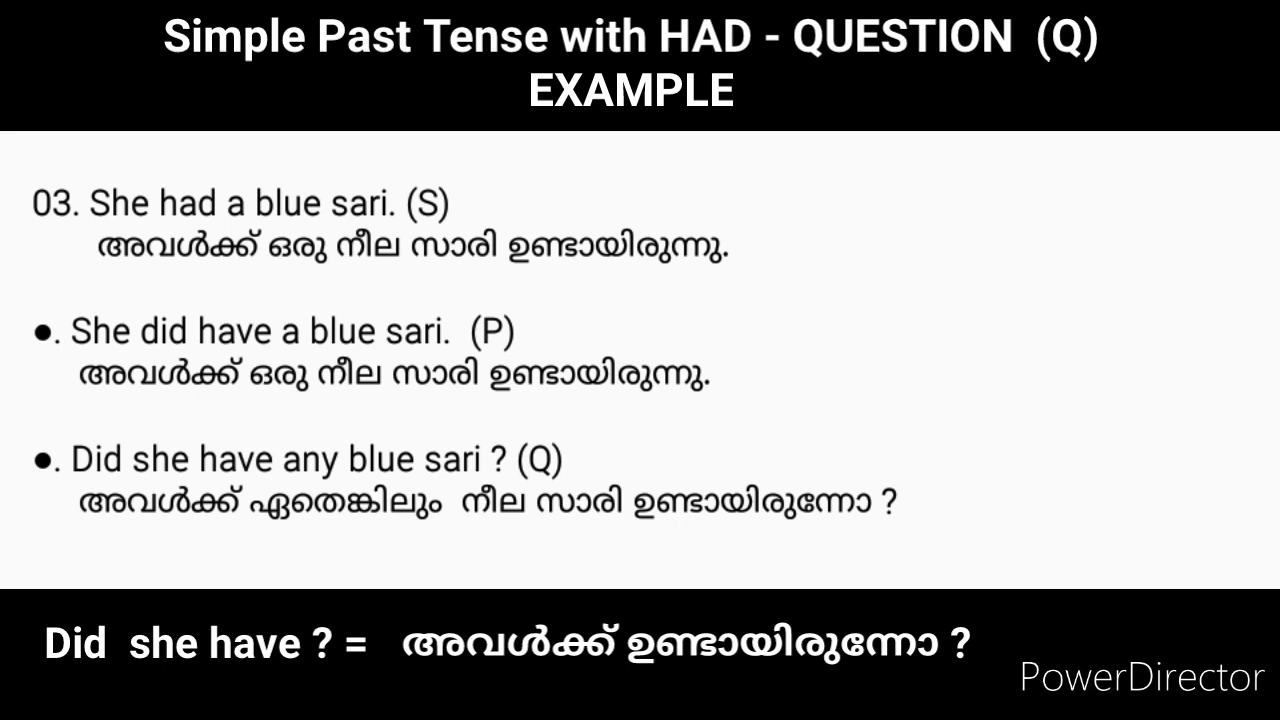 Simple Past Tense with HAD - QUESTION (Q)
EXAMPLE
03. She had a blue sari. (S)
അവൾക്ക് ഒരു നീല സാരി ഉണ്ടായിരുന്നു.
●. She did have a blue sari. (P)
അവൾക്ക് ഒരു നീല സാരി ഉണ്ടായിരുന്നു.
●. Did she have any blue sari ? (Q)
അവൾക്ക് ഏതെങ്കിലും നീല സാരി ഉണ്ടായിരുന്നോ ?
Did she have ? = അവൾക്ക് ഉണ്ടായിരുന്നോ ?
PowerDirector